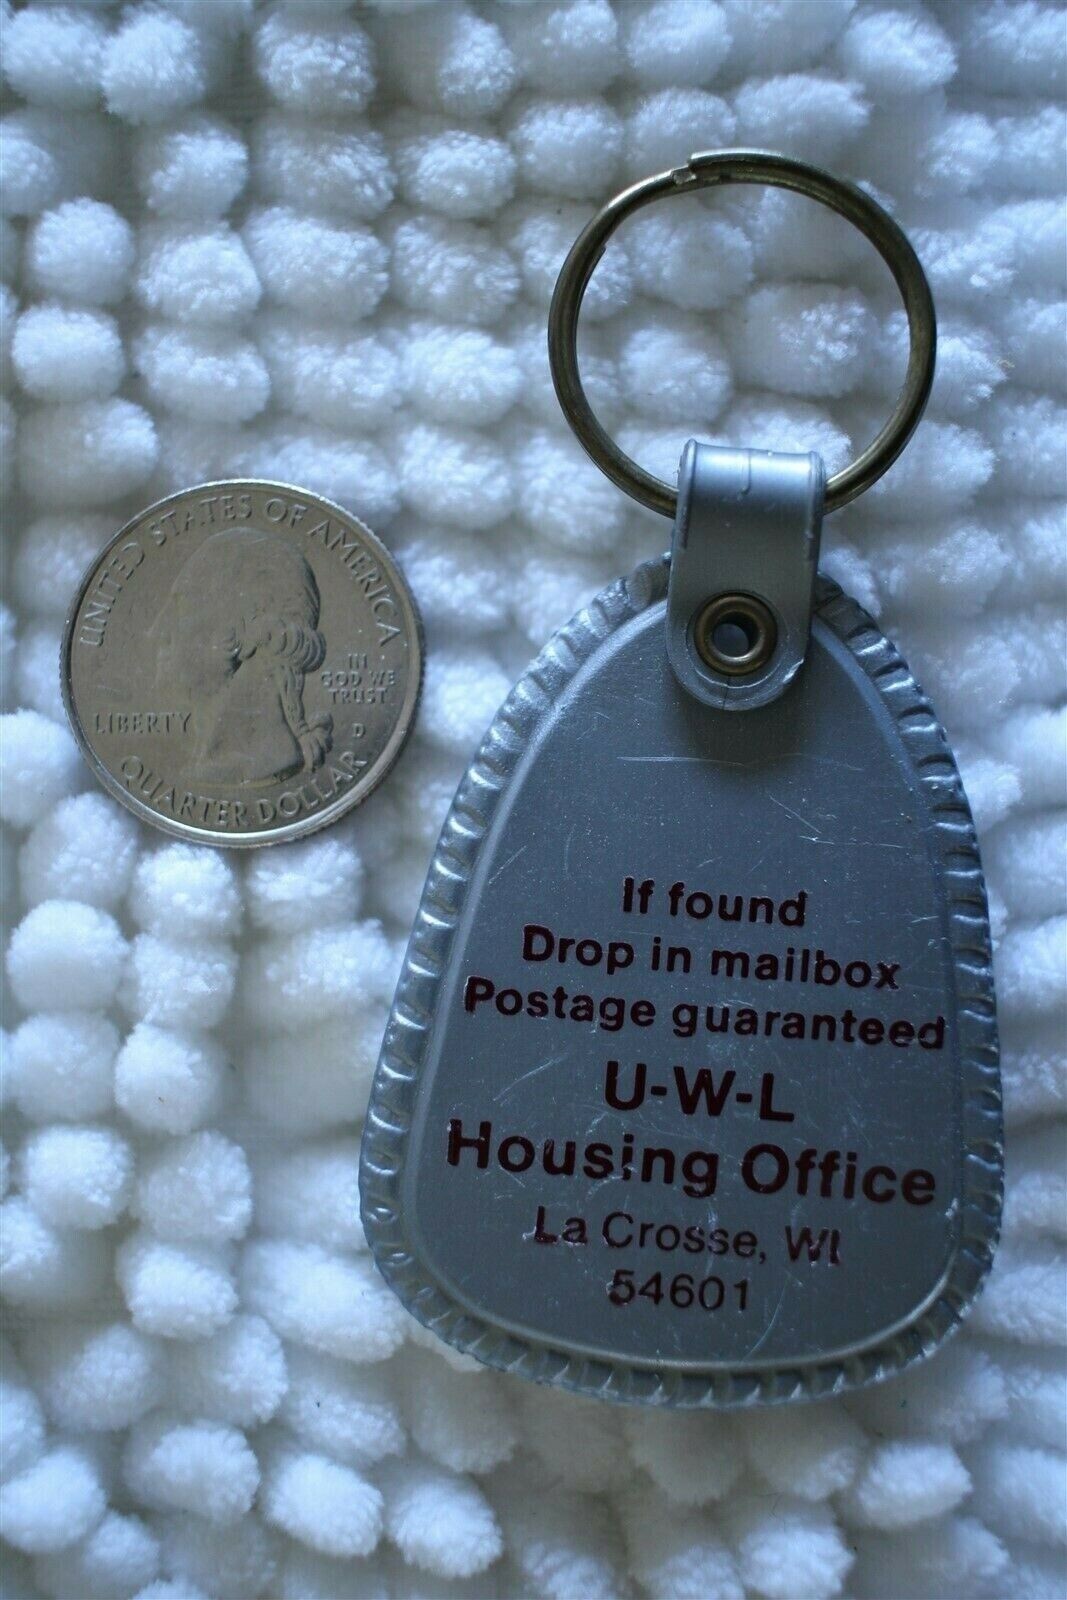 UNITED STATES OF AMERICA
IN
GOD WE
TRUST
LIBERTY
D
QUARTER DOLLAR
If found
Drop in mailbox
Postage guaranteed
U-W-L
Housing Office
La Crosse, WI
54601